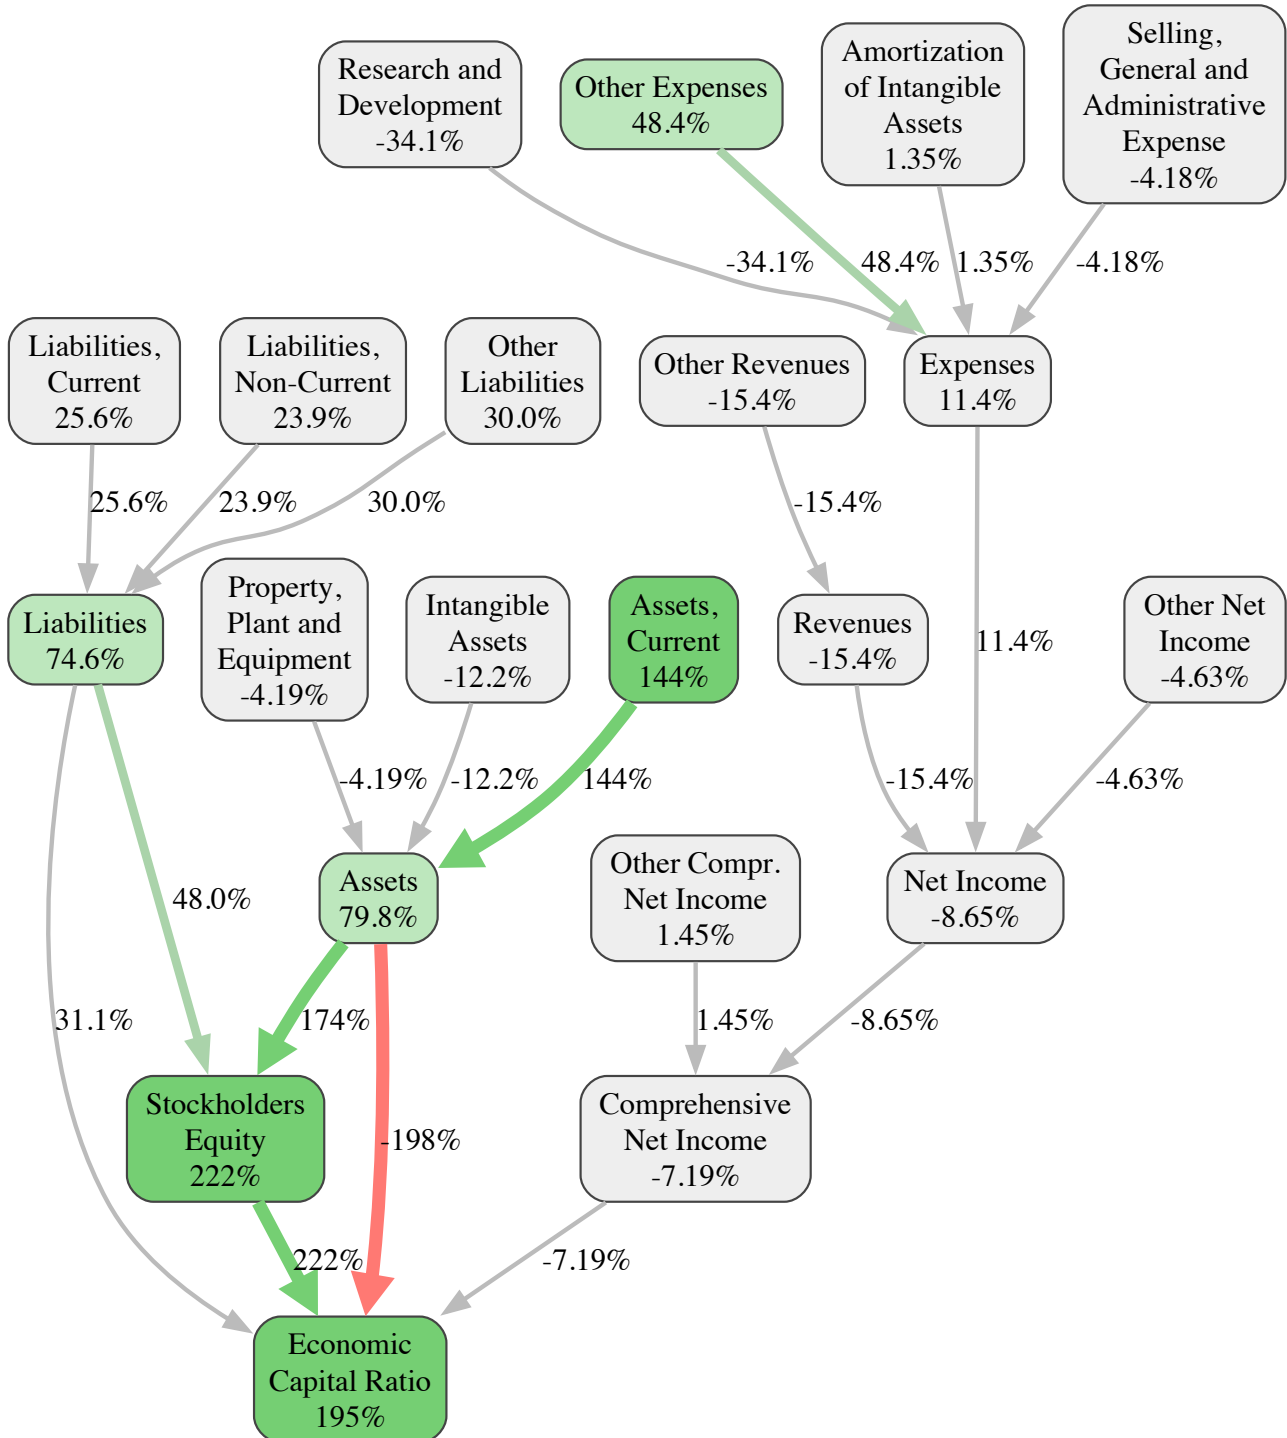 Research and
Development
-34.1%
Other Expenses
48.4%
Amortization
of Intangible
Assets
1.35%
Selling,
General and
Administrative
Expense
-4.18%
-34.1%
48.4%
1.35%
-4.18%
Liabilities,
Current
25.6%
Liabilities,
Non-Current
23.9%
Other
Liabilities
30.0%
Other Revenues
-15.4%
Expenses
11.4%
25.6%
23.9%
30.0%
-15.4%
Liabilities
74.6%
Property,
Plant and
Equipment
-4.19%
Intangible
Assets
-12.2%
Assets,
Current
144%
Revenues
-15.4%
11.4%
Other Net
Income
-4.63%
-4.19%
-12.2%
144%
-15.4%
-4.63%
48.0%
Assets
79.8%
Other Compr.
Net Income
1.45%
Net Income
-8.65%
31.1%
174%
1.45%
-8.65%
Stockholders
Equity
222%
-198%
Comprehensive
Net Income
-7.19%
222%
-7.19%
Economic
Capital Ratio
195%